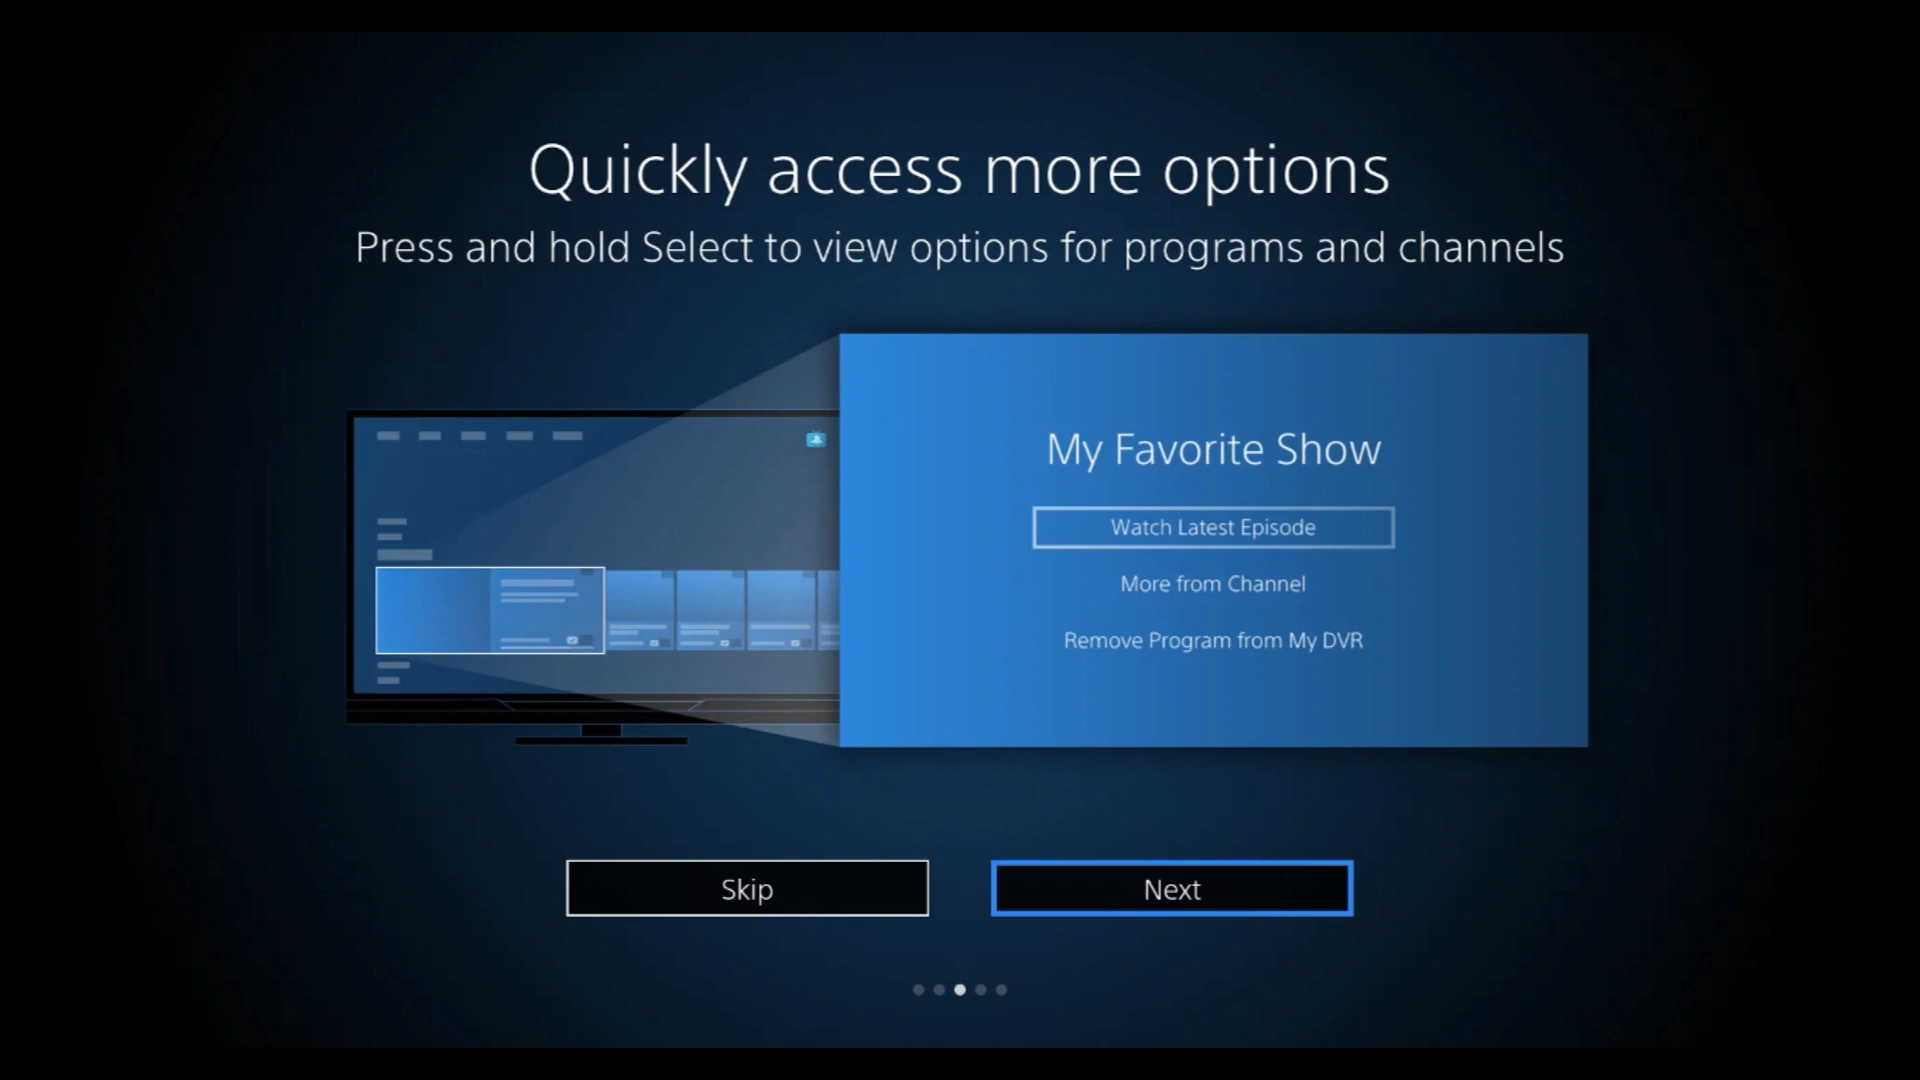 Quickly access more options
Press and hold Select to view options for programs and channels
My Favorite Show
Watch Latest Episode
More from Channel
Remove Program from My DVR
Skip
Next